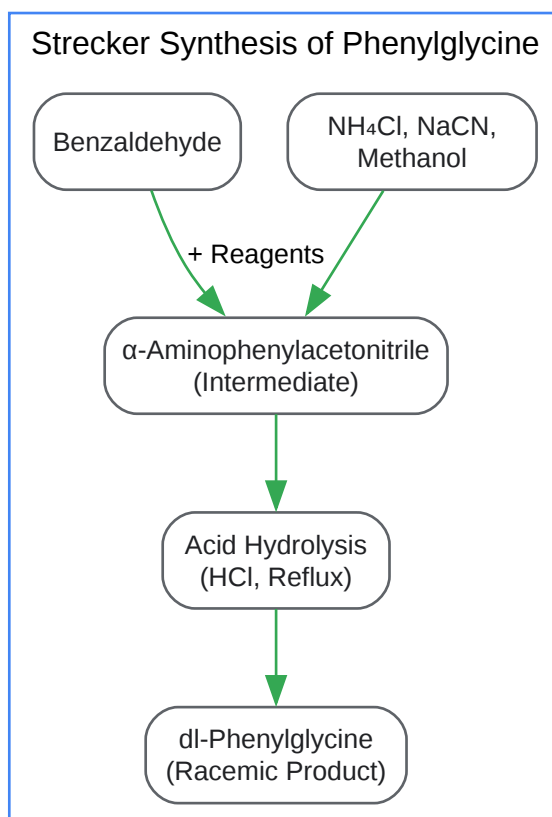 Strecker Synthesis of Phenylglycine
Benzaldehyde
NH₄Cl, NaCN,
Methanol
+ Reagents
α-Aminophenylacetonitrile
(Intermediate)
Acid Hydrolysis
(HCl, Reflux)
dl-Phenylglycine
(Racemic Product)